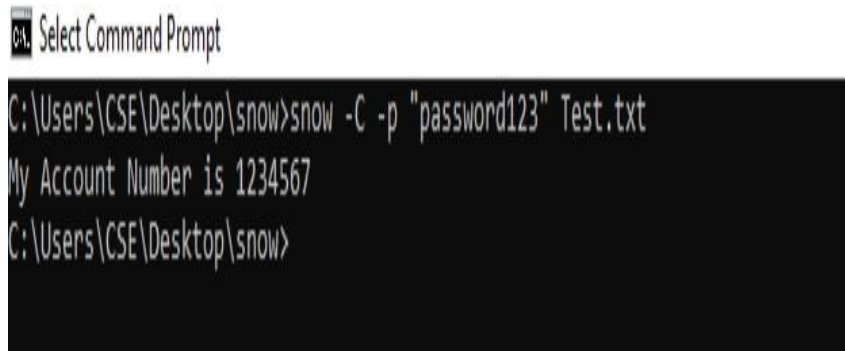 Select Command Prompt
C:\Users\CSE\Desktop\snow>snow -C -p "password123" Test.txt
My Account Number is 1234567
C:\Users\CSE\Desktop\snow>